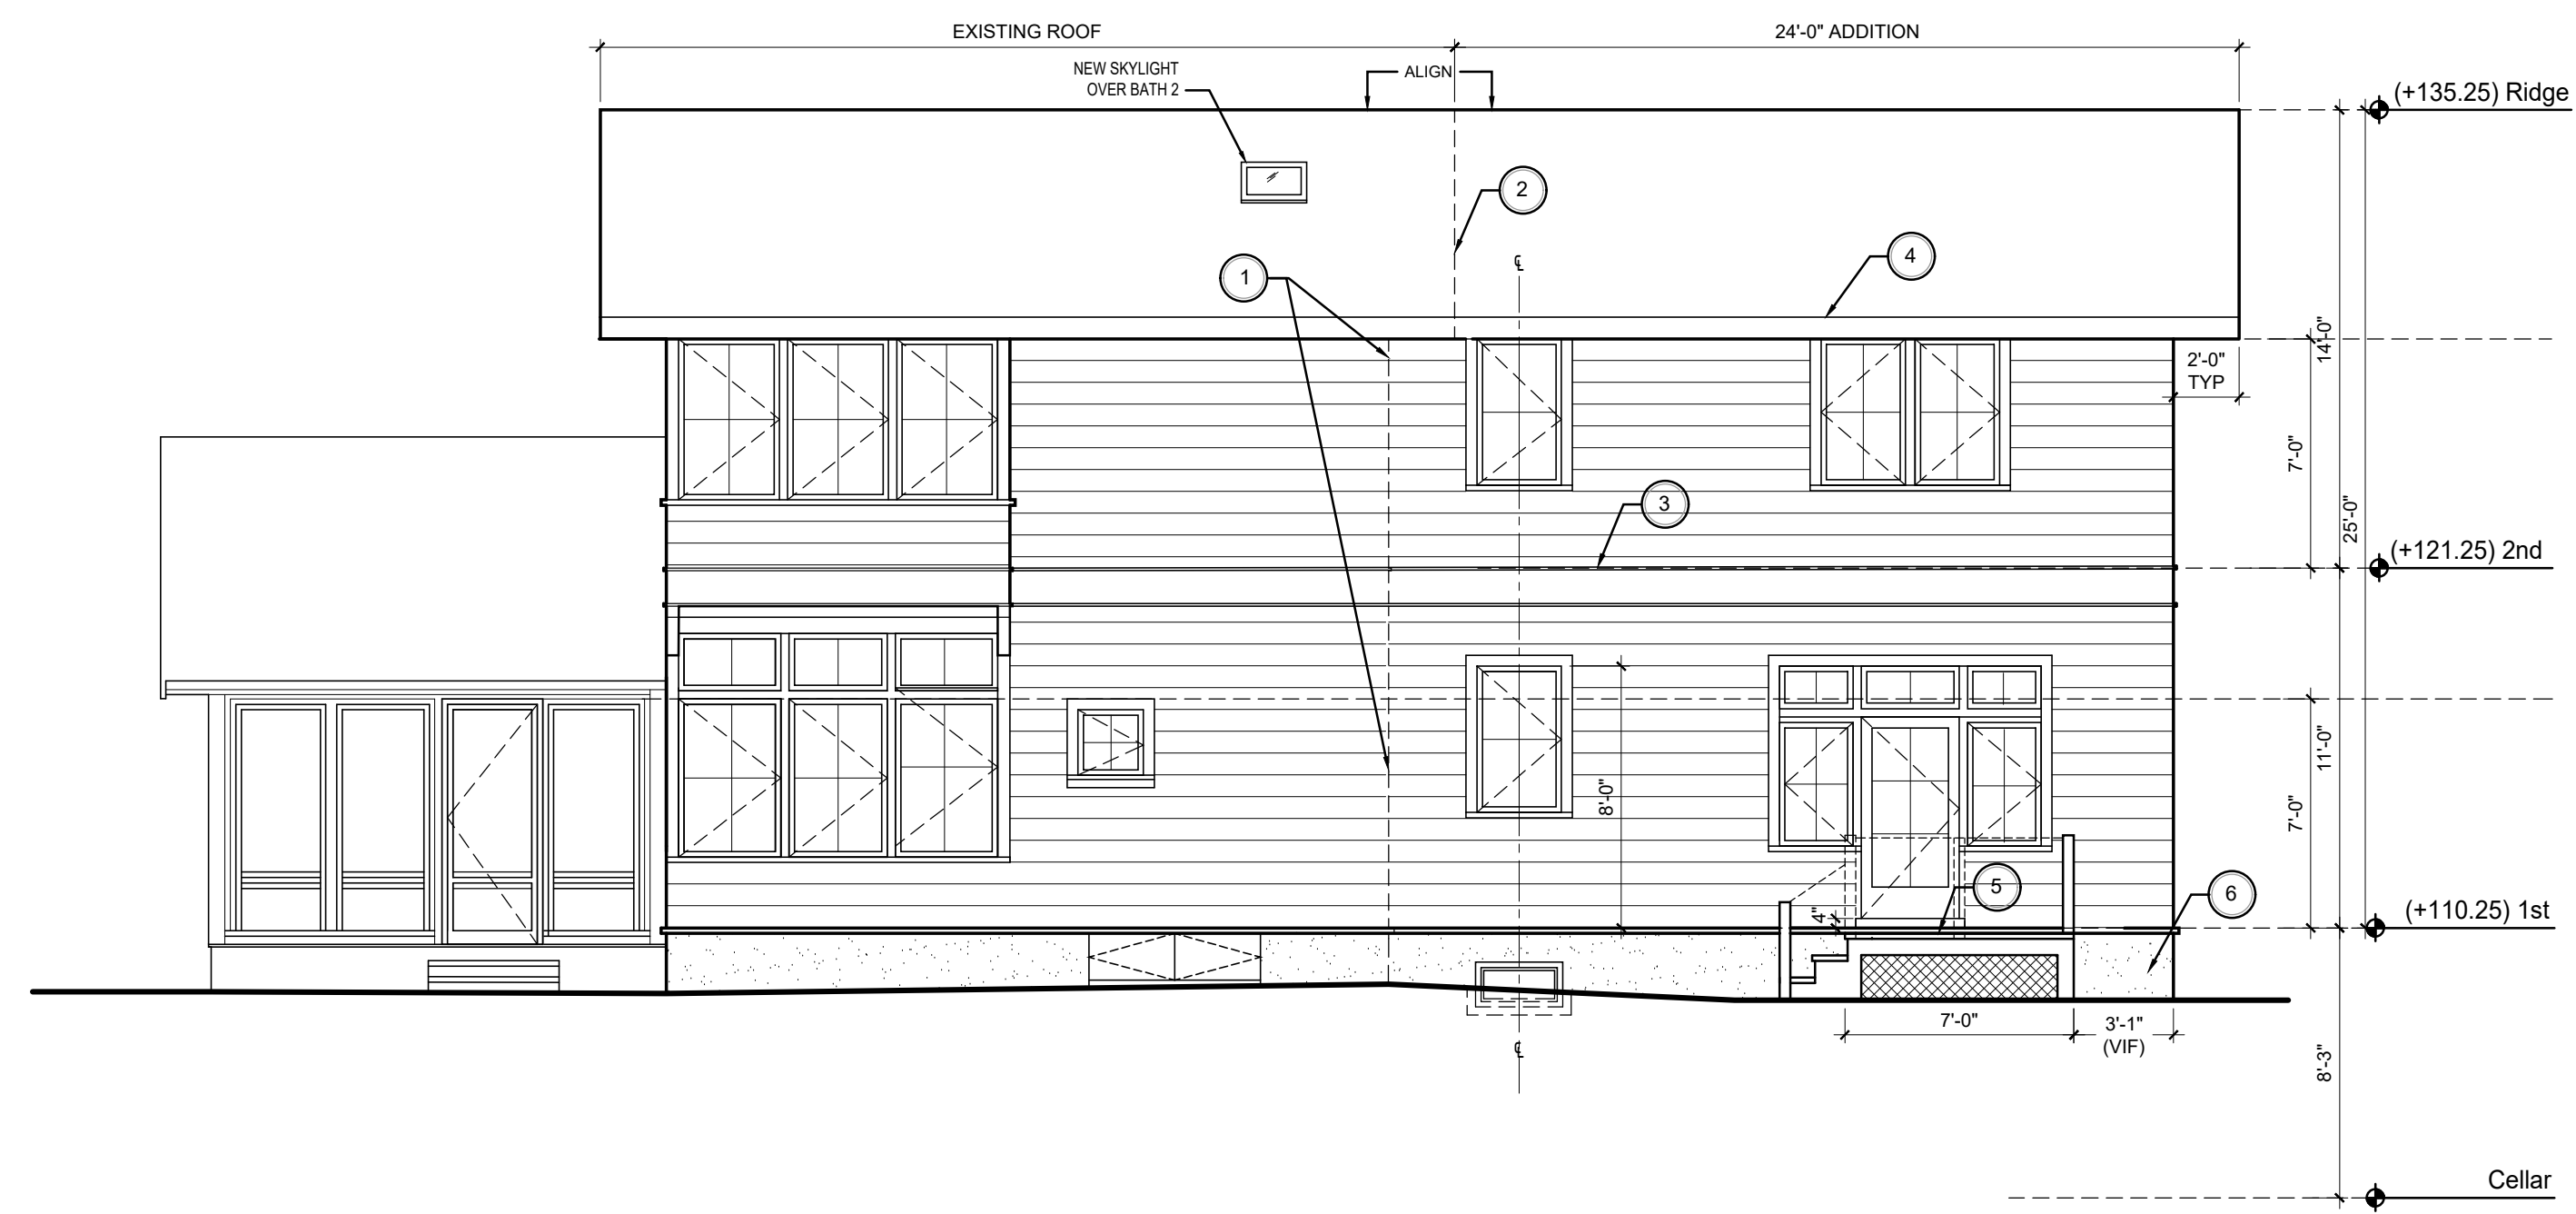 EXISTING ROOF
24'-0" ADDITION
NEW SKYLIGHT
OVER BATH 2
ALIGN
(+135.25) Ridge
2
℄
4
1
14'-0"
2'-0"
TYP
7'-0"
3
25'-0"
(+121.25) 2nd
11'-0"
8'-0"
7'-0"
5
6
4"
(+110.25) 1st
7'-0"
3'-1"
(VIF)
℄
8'-3"
Cellar